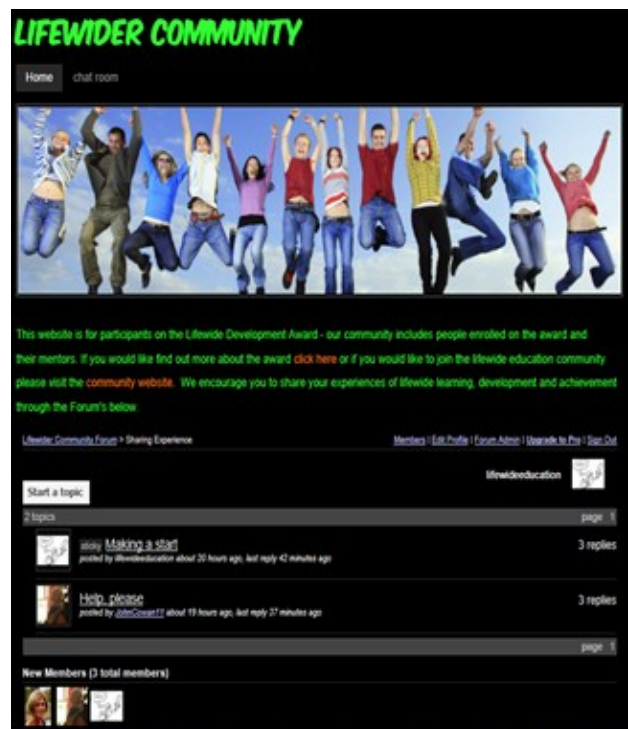 LIFEWIDER COMMUNITY
Home chat room
This website is for participants on the Lifewide Development Award - our community includes people enrolled on the award and
their mentors. If you would like find out more about the award click here or if you would like to join the lifewide education community
please visit the community website. We encourage you to share your experiences of lifewide learning, development and achievement
through the Forum's below.
Lifewider Community Forum > Sharing Experience Members | Edit Profile | Forum Admin | Upgrade to Pro | Sign Out
lifewideeducation
Start a topic
2 topics page 1
sticky Making a start 3 replies
posted by lifewideeducation about 20 hours ago, last reply 42 minutes ago
Help, please 3 replies
posted by JohnCowan11 about 19 hours ago, last reply 37 minutes ago
page 1
New Members (3 total members)